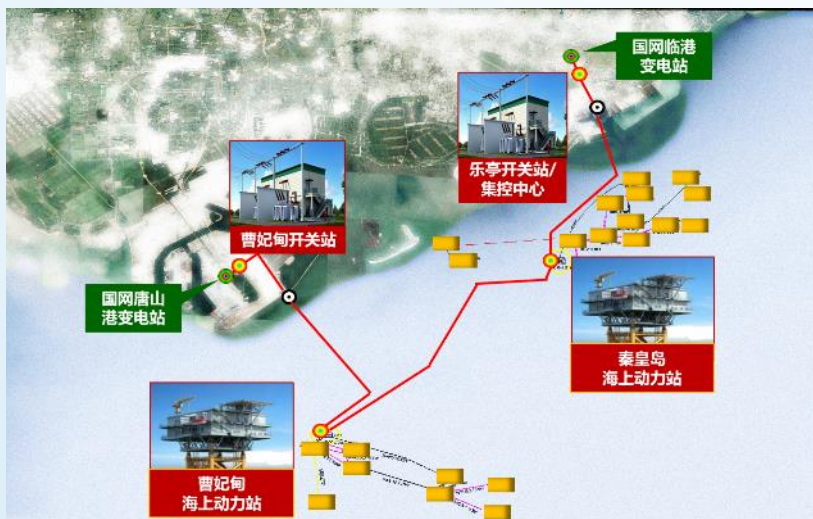 国网临港
变电站
乐亭开关站/
集控中心
曹妃甸开关站
国网唐山
港变电站
秦皇岛
海上动力站
曹妃甸
海上动力站